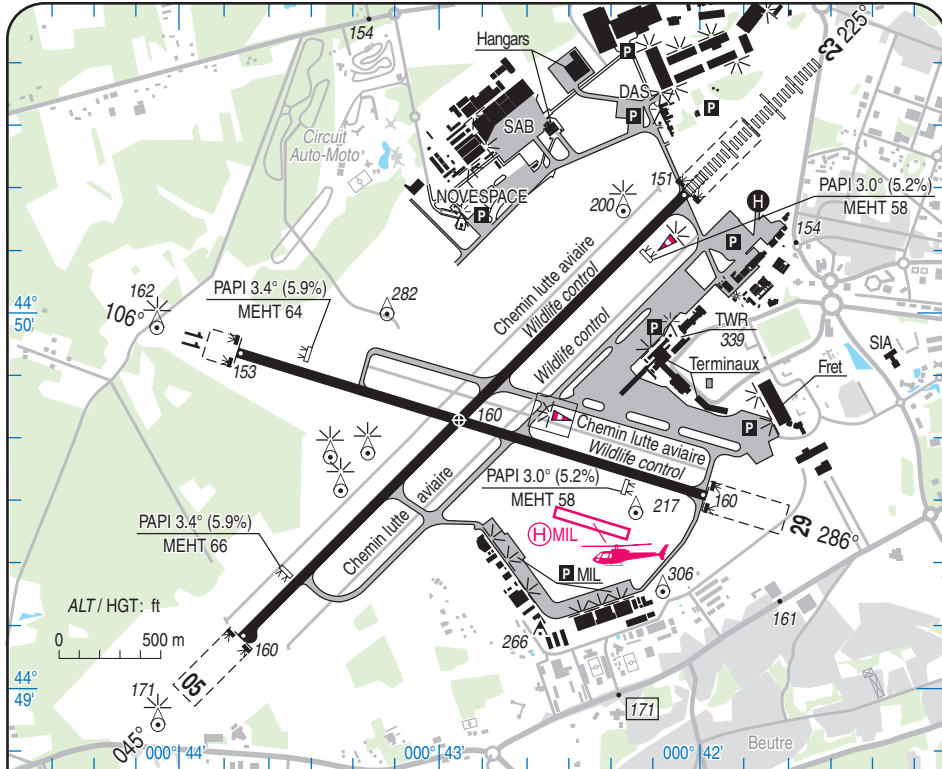 154
Hangars
23 225°
DAS
P
P
P
SAB
Circuit
Auto-Moto
PAPI 3.0° (5.2%)
MEHT 58
151
NOVESPACE
P
200
H
P
154
Chemin lutte aviaire
Wildlife control
Wildlife control
162
44°
50'
106°
PAPI 3.4° (5.9%)
MEHT 64
282
11
153
P
TWR
339
Terminaux
SIA
Fret
160
P
Chemin lutte aviaire
Wildlife control
Chemin lutte
aviaire
PAPI 3.0° (5.2%)
MEHT 58
217
160
29 286°
PAPI 3.4° (5.9%)
MEHT 66
H MIL
P MIL
306
ALT / HGT: ft
0 500 m
161
266
160
05
44°
49'
171
045°
171
Beutre
000° 44'
000° 43'
000° 42'